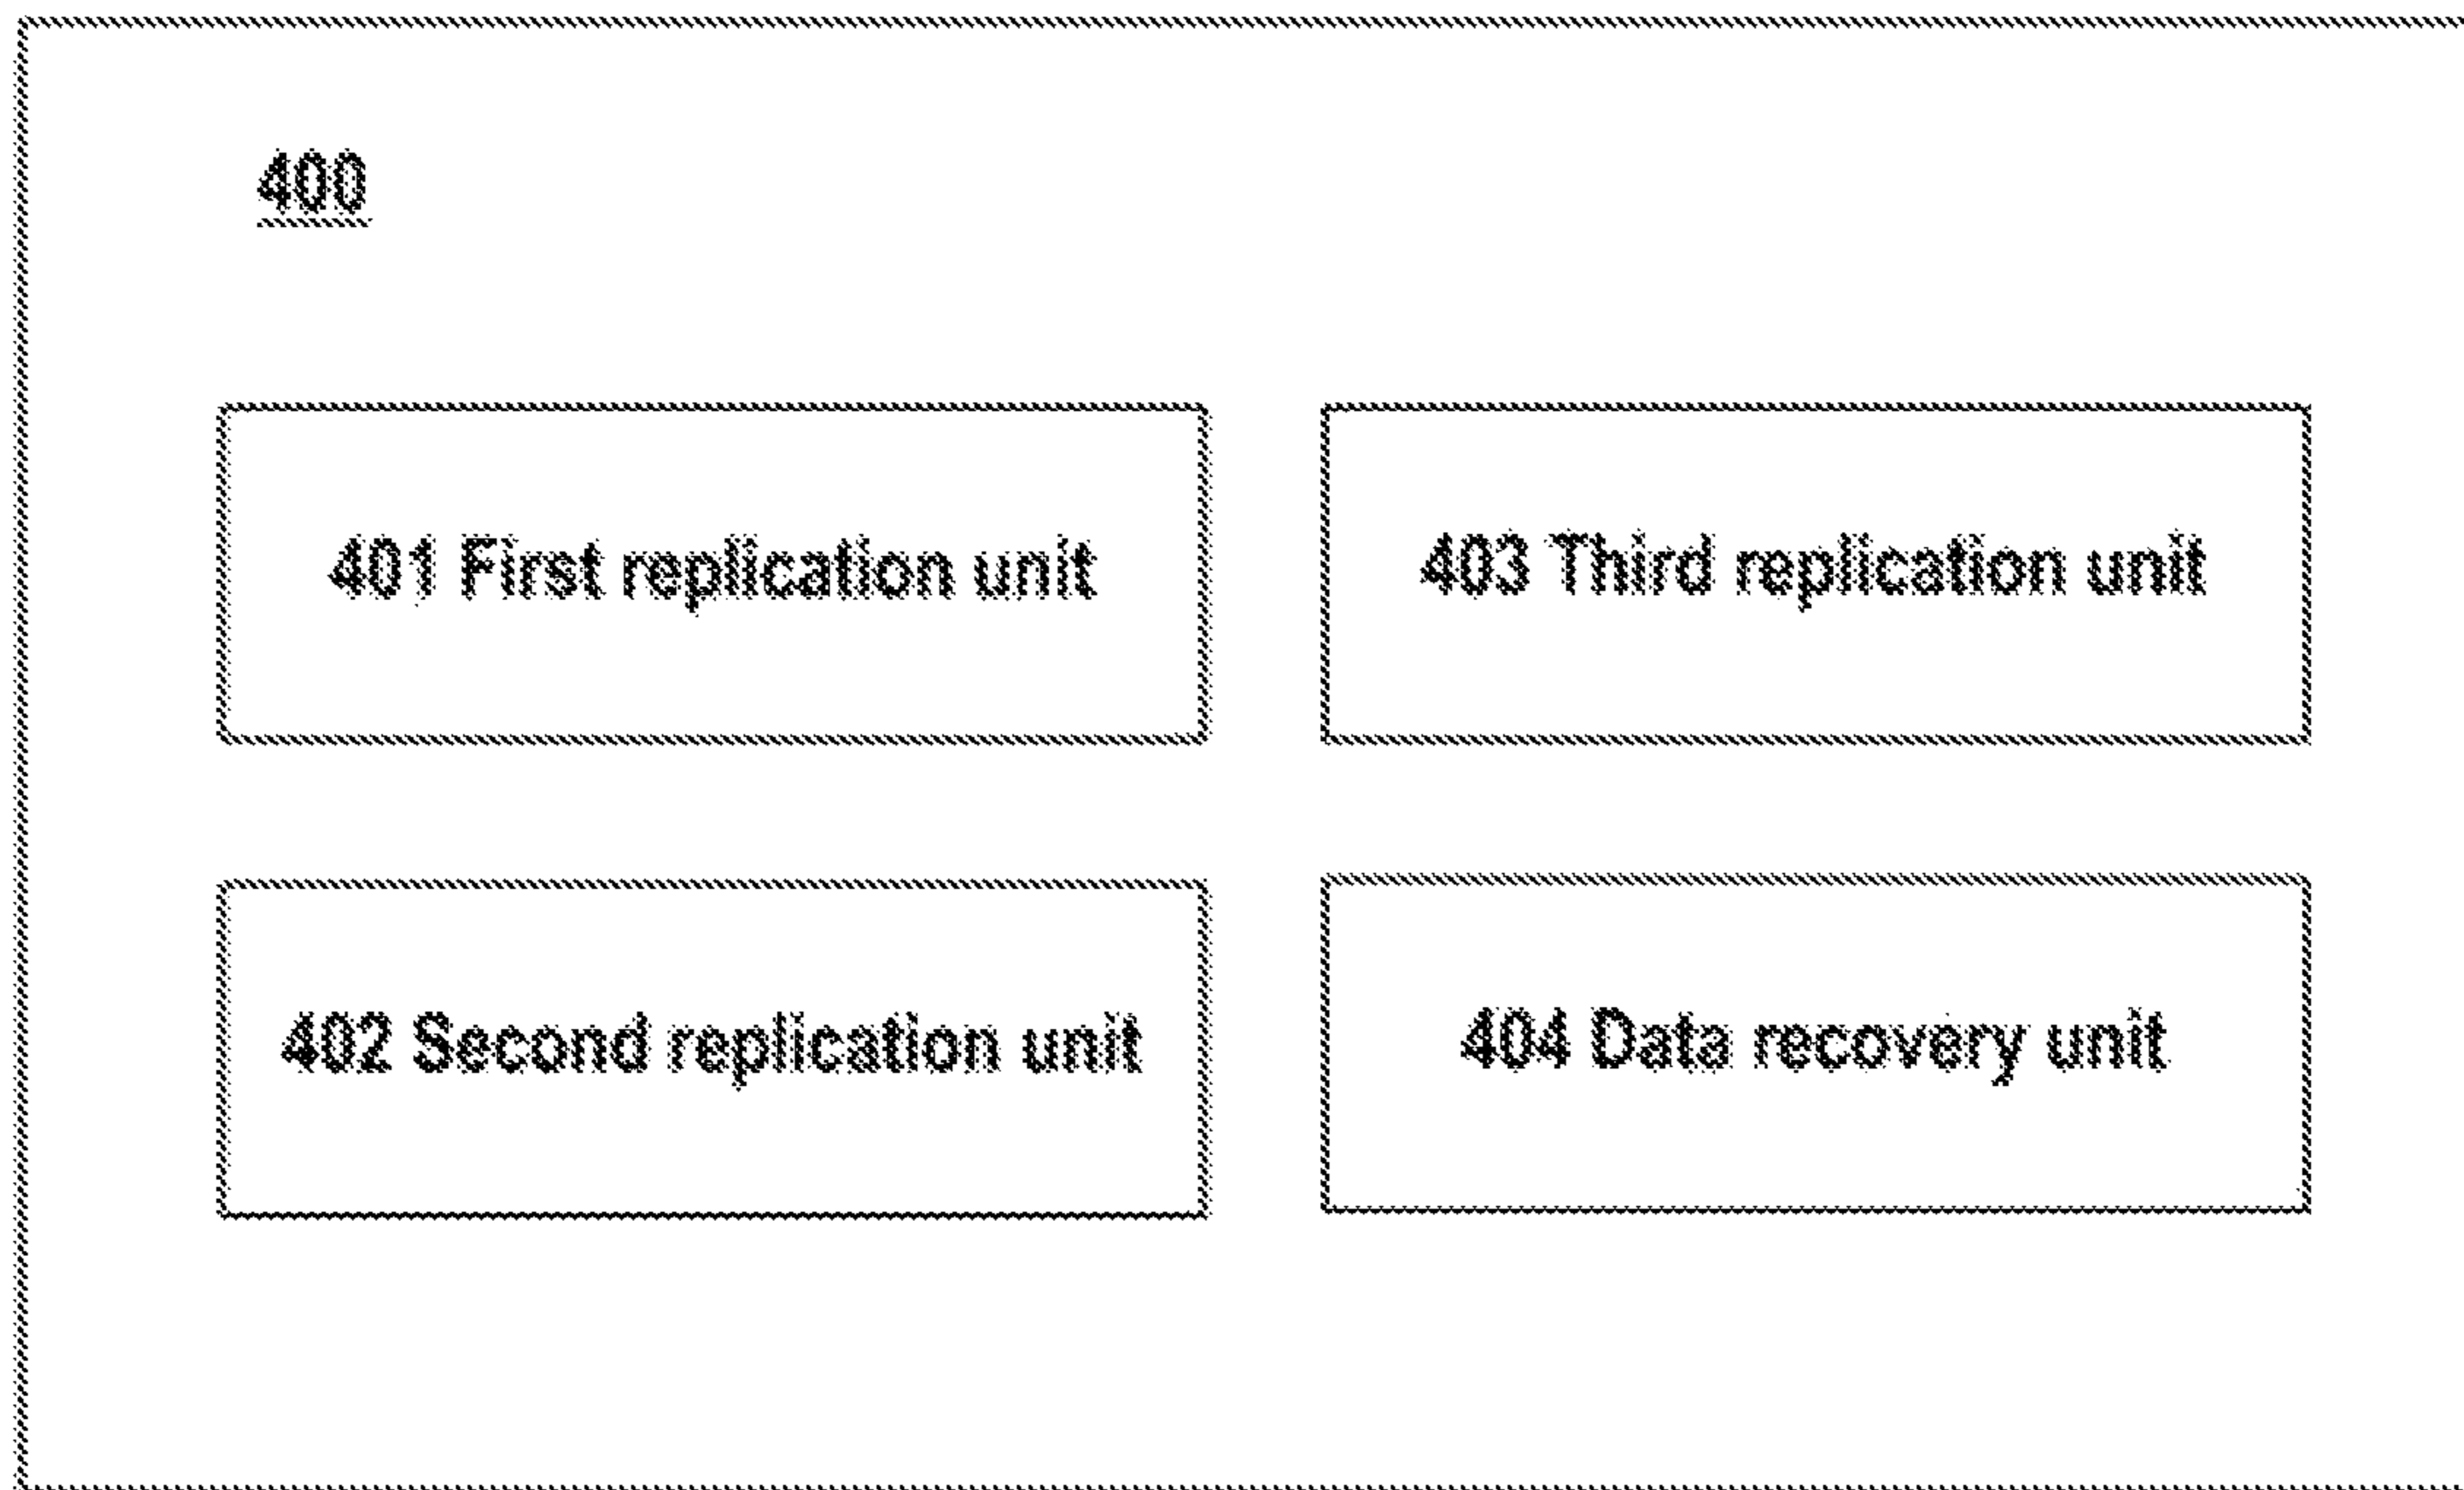 400
401 First replication unit
403 Third replication unit
402 Second replication unit
404 Data recovery unit